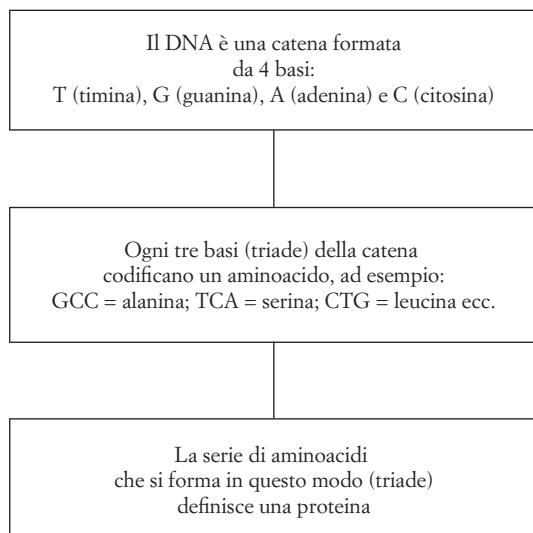 Il DNA è una catena formata
da 4 basi:
T (timina), G (guanina), A (adenina) e C (citosina)
Ogni tre basi (triade) della catena
codificano un aminoacido, ad esempio:
GCC = alanina; TCA = serina; CTG = leucina ecc.
La serie di aminoacidi
che si forma in questo modo (triade)
definisce una proteina